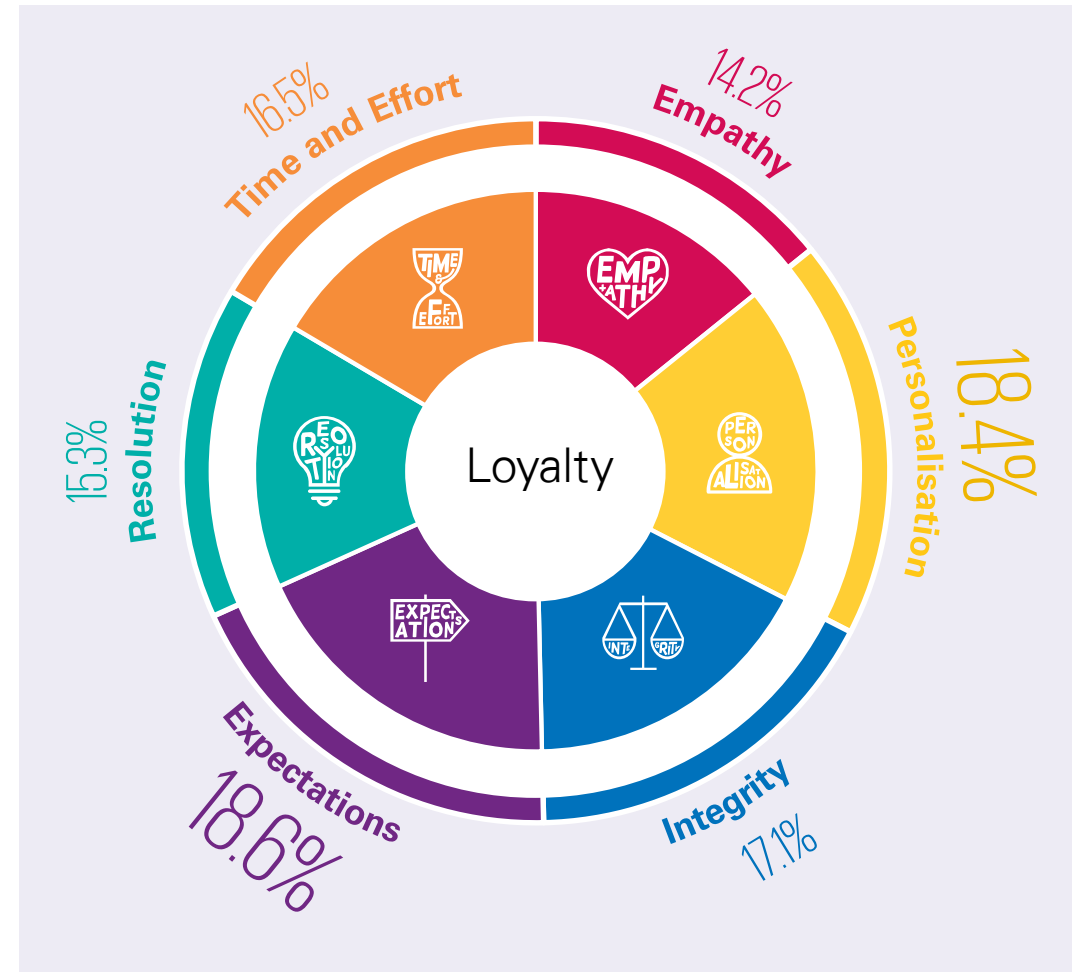 14.2%
Empathy
18.4%
Personalisation
Integrity
17.1%
Expectations
18.6%
15.3%
Resolution
16.5%
Time and Effort
TIME
&
EFFORT
EMP
+ATHY
PER
SON
ALISATION
INTE
GRITY
EXPECTS
ATION
RESOLUTION
Loyalty